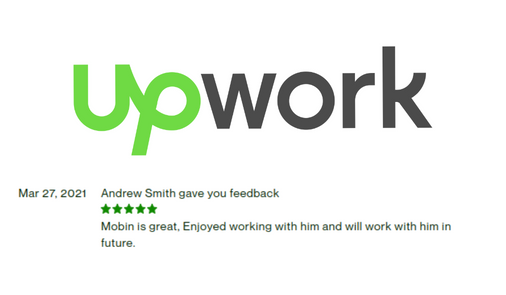 upwork
Mar 27, 2021 Andrew Smith gave you feedback
Mobin is great, Enjoyed working with him and will work with him in
future.